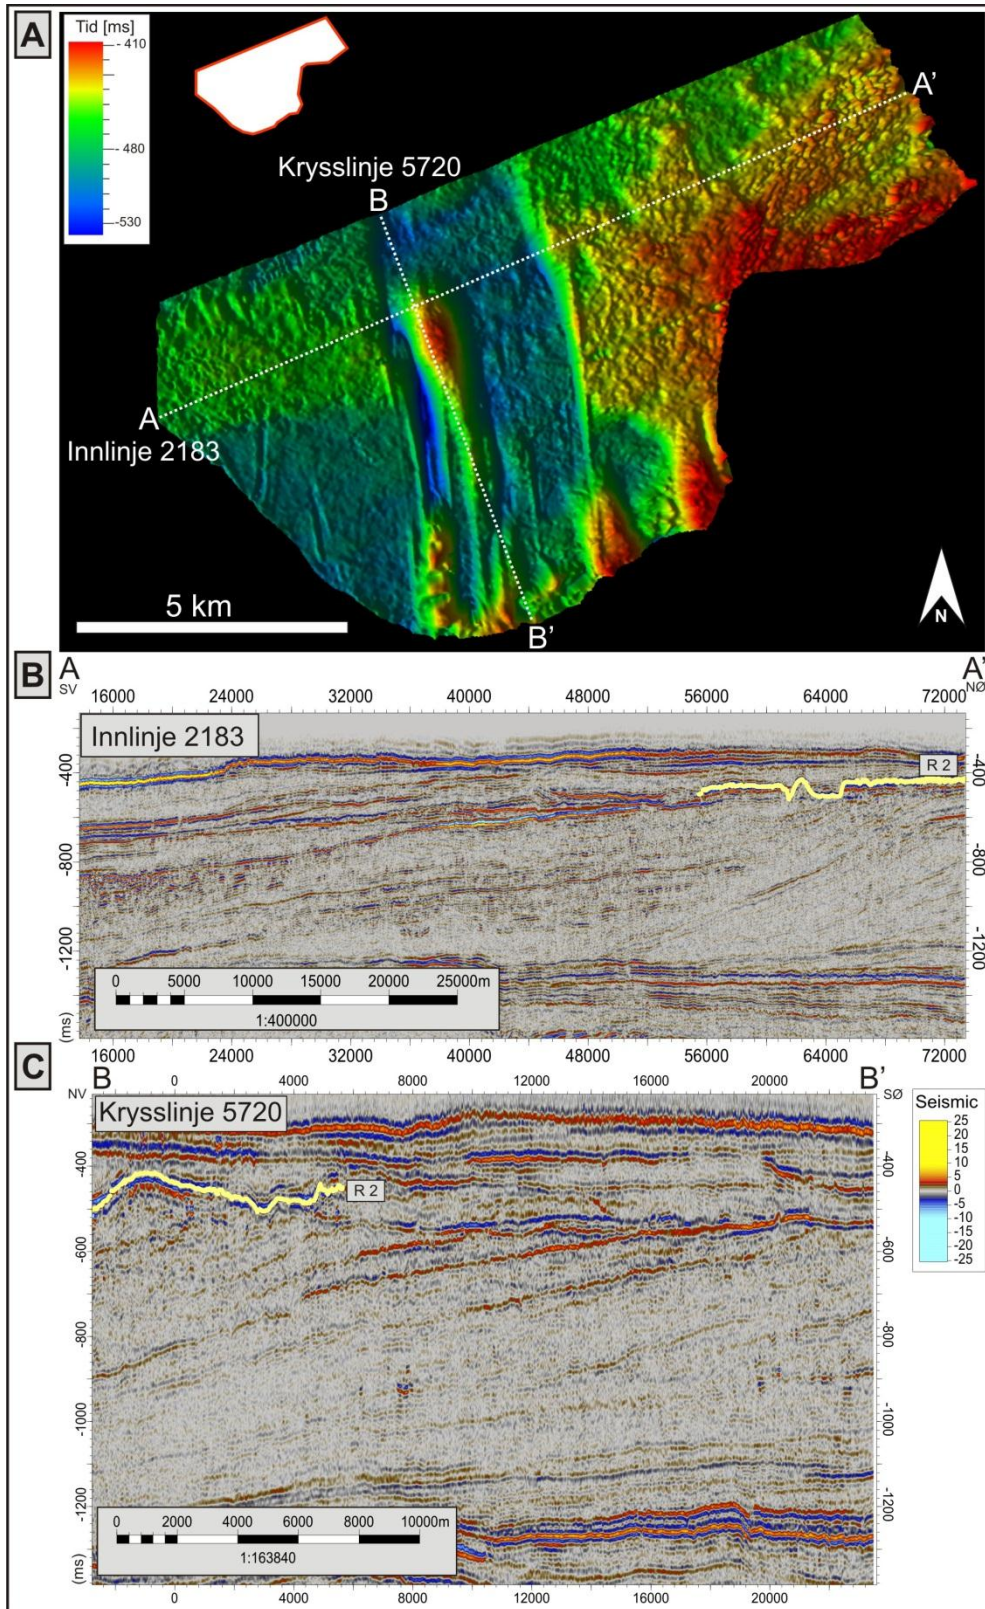 A
Tid [ms]
- 410
- 480
- 530
A'
Krysslinje 5720
B
A
Innlinje 2183
5 km
B'
N
B
A
SV
A'
NØ
16000 24000 32000 40000 48000 56000 64000 72000
Innlinje 2183
R 2
-400 -400
-800 -800
-1200 -1200
0 5000 10000 15000 20000 25000m
1:400000
(ms)
16000 24000 32000 40000 48000 56000 64000 72000
C
B
NV
B'
SØ
0 4000 8000 12000 16000 20000
Krysslinje 5720
R 2
-400 -400
-600 -600
-800 -800
-1000 -1000
-1200 -1200
0 2000 4000 6000 8000 10000m
1:163840
(ms)
0 4000 8000 12000 16000 20000
Seismic
25
20
15
10
5
0
-5
-10
-15
-20
-25